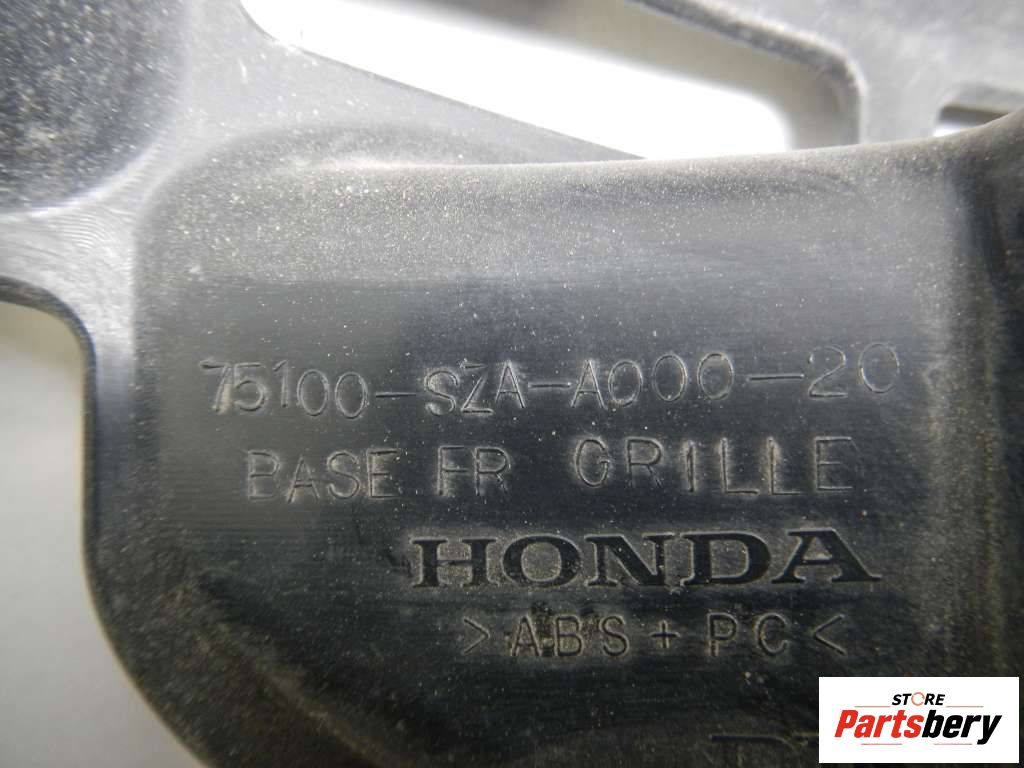 75100-SZA-A000-20
BASE FR GRILLE
HONDA
>ABS+PC<
STORE
Partsbery